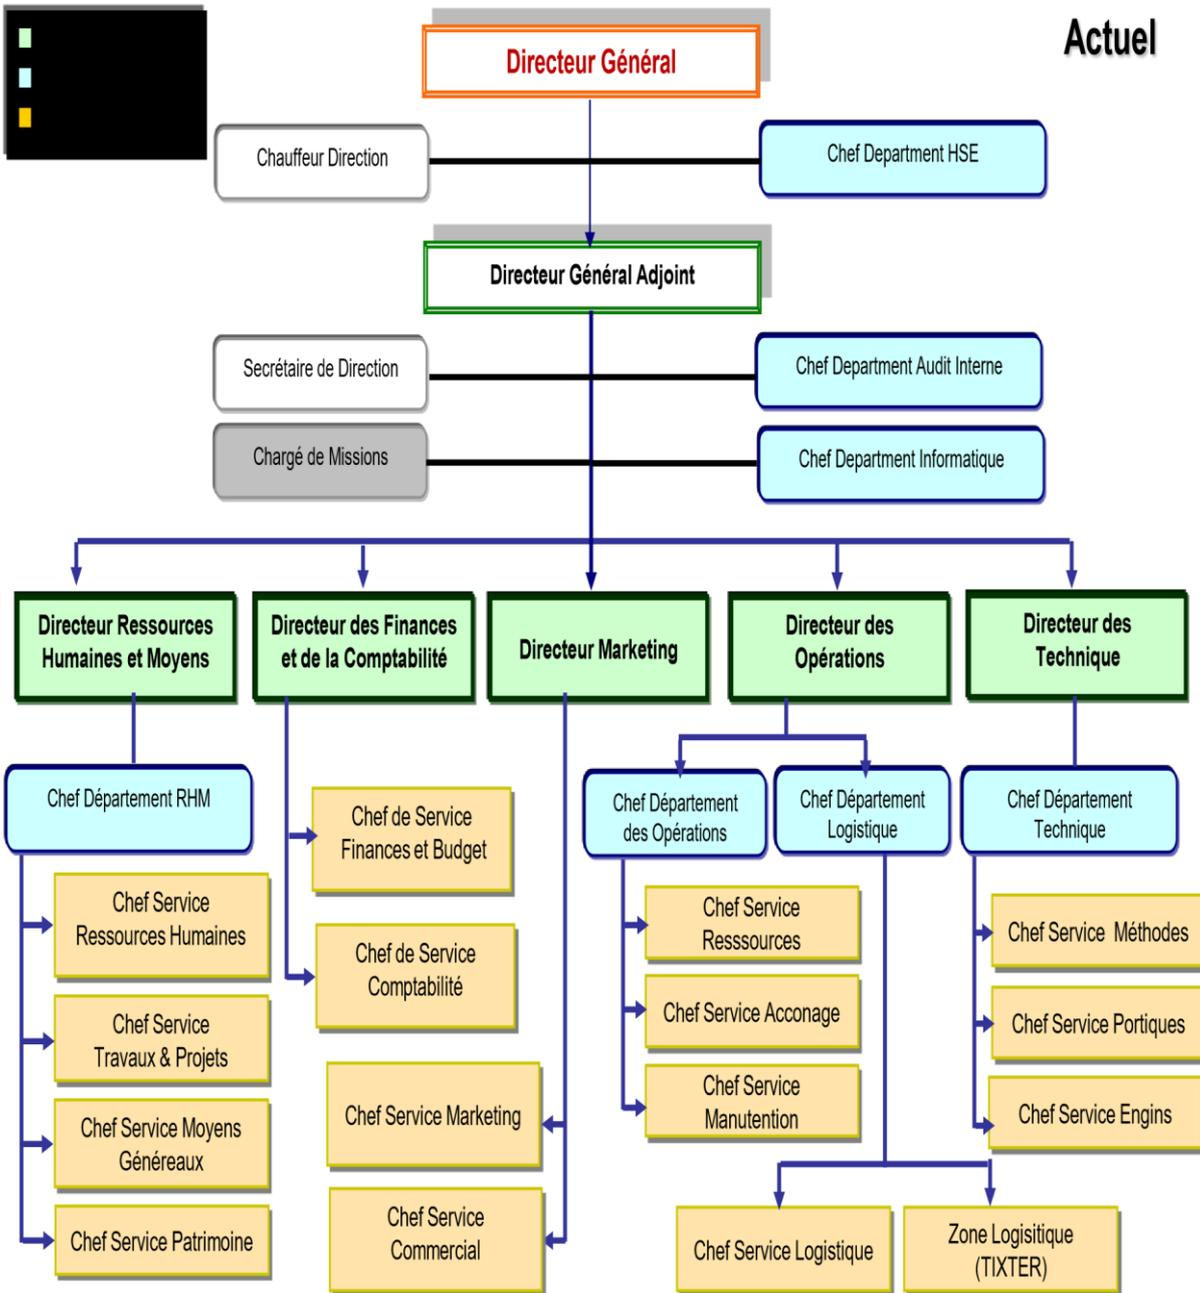 Actuel
Directeur Général
Chauffeur Direction
Chef Department HSE
Directeur Général Adjoint
Secrétaire de Direction
Chef Department Audit Interne
Chargé de Missions
Chef Department Informatique
Directeur Ressources
Humaines et Moyens
Directeur des Finances
et de la Comptabilité
Directeur Marketing
Directeur des
Opérations
Directeur des
Technique
Chef Département RHM
Chef Service
Ressources Humaines
Chef Service
Travaux & Projets
Chef Service Moyens
Généreaux
Chef Service Patrimoine
Chef de Service
Finances et Budget
Chef de Service
Comptabilité
Chef Service Marketing
Chef Service
Commercial
Chef Département
des Opérations
Chef Service
Resssources
Chef Service Acconage
Chef Service
Manutention
Chef Département
Logistique
Chef Service Logistique
Zone Logisitique
(TIXTER)
Chef Département
Technique
Chef Service Méthodes
Chef Service Portiques
Chef Service Engins